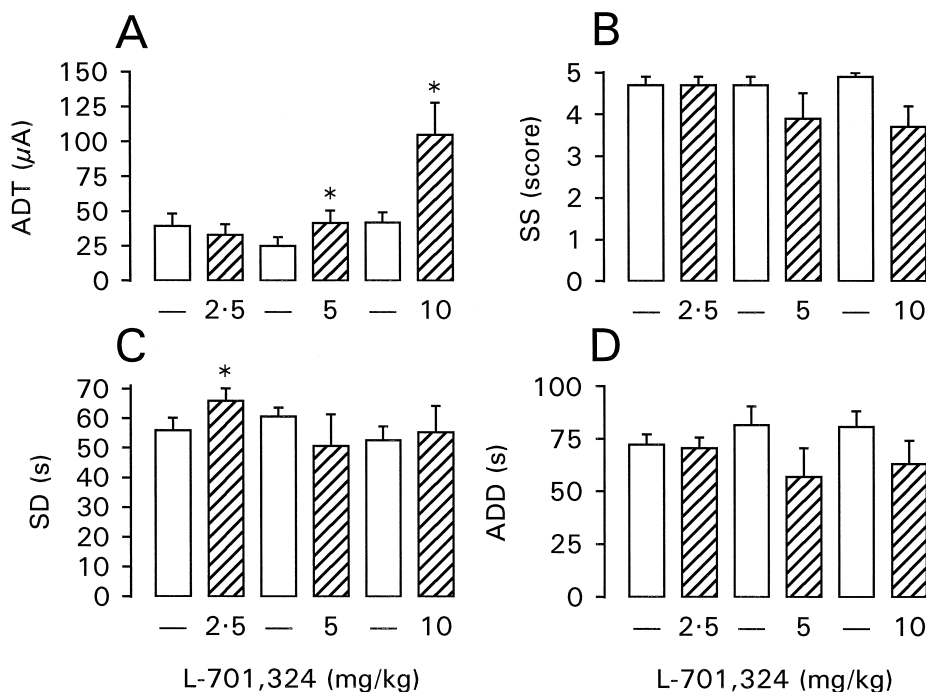 A
ADT (μA)
150
125
100
75
50
25
0
*
*
— 2·5 — 5 — 10
B
SS (score)
5
4
3
2
1
0
— 2·5 — 5 — 10
C
SD (s)
70
60
50
40
30
20
10
0
*
— 2·5 — 5 — 10
L-701,324 (mg/kg)
D
ADD (s)
100
75
50
25
0
— 2·5 — 5 — 10
L-701,324 (mg/kg)